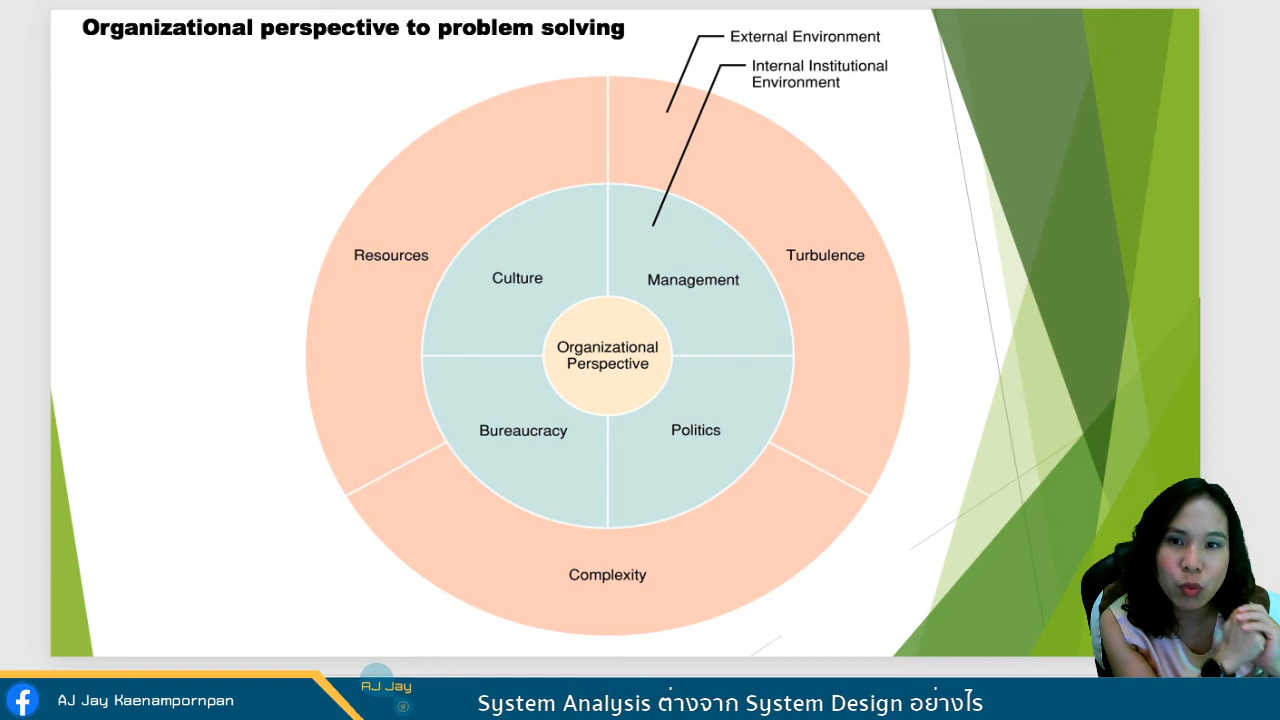 Organizational perspective to problem solving
External Environment
Internal Institutional
Environment
Resources
Turbulence
Culture
Management
Organizational
Perspective
Bureaucracy
Politics
Complexity
AJ Jay Kaenampornpan
AJ Jay
System Analysis ต่างจาก System Design อย่างไร